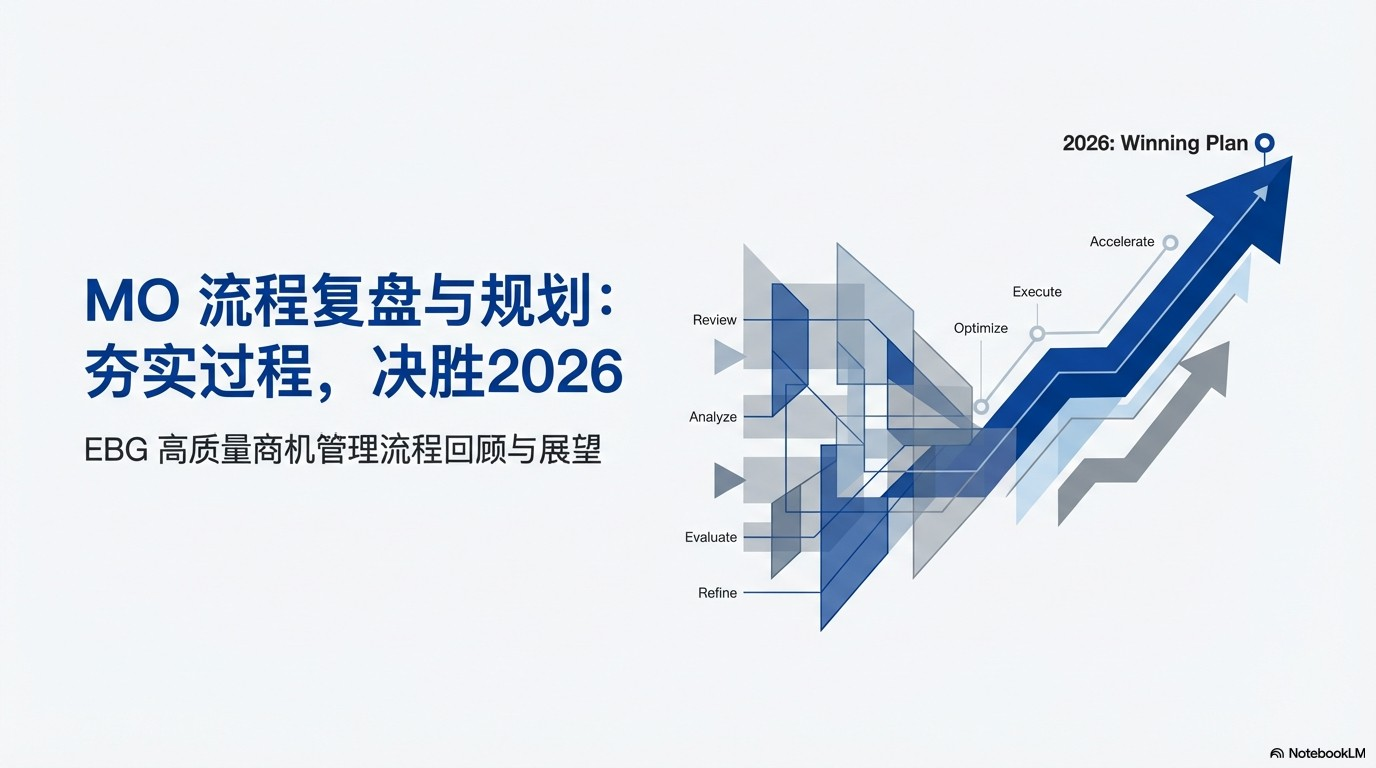 MO 流程复盘与规划：
夯实过程，决胜2026
EBG 高质量商机管理流程回顾与展望
2026: Winning Plan
Accelerate
Execute
Optimize
Review
Analyze
Evaluate
Refine
NotebookLM